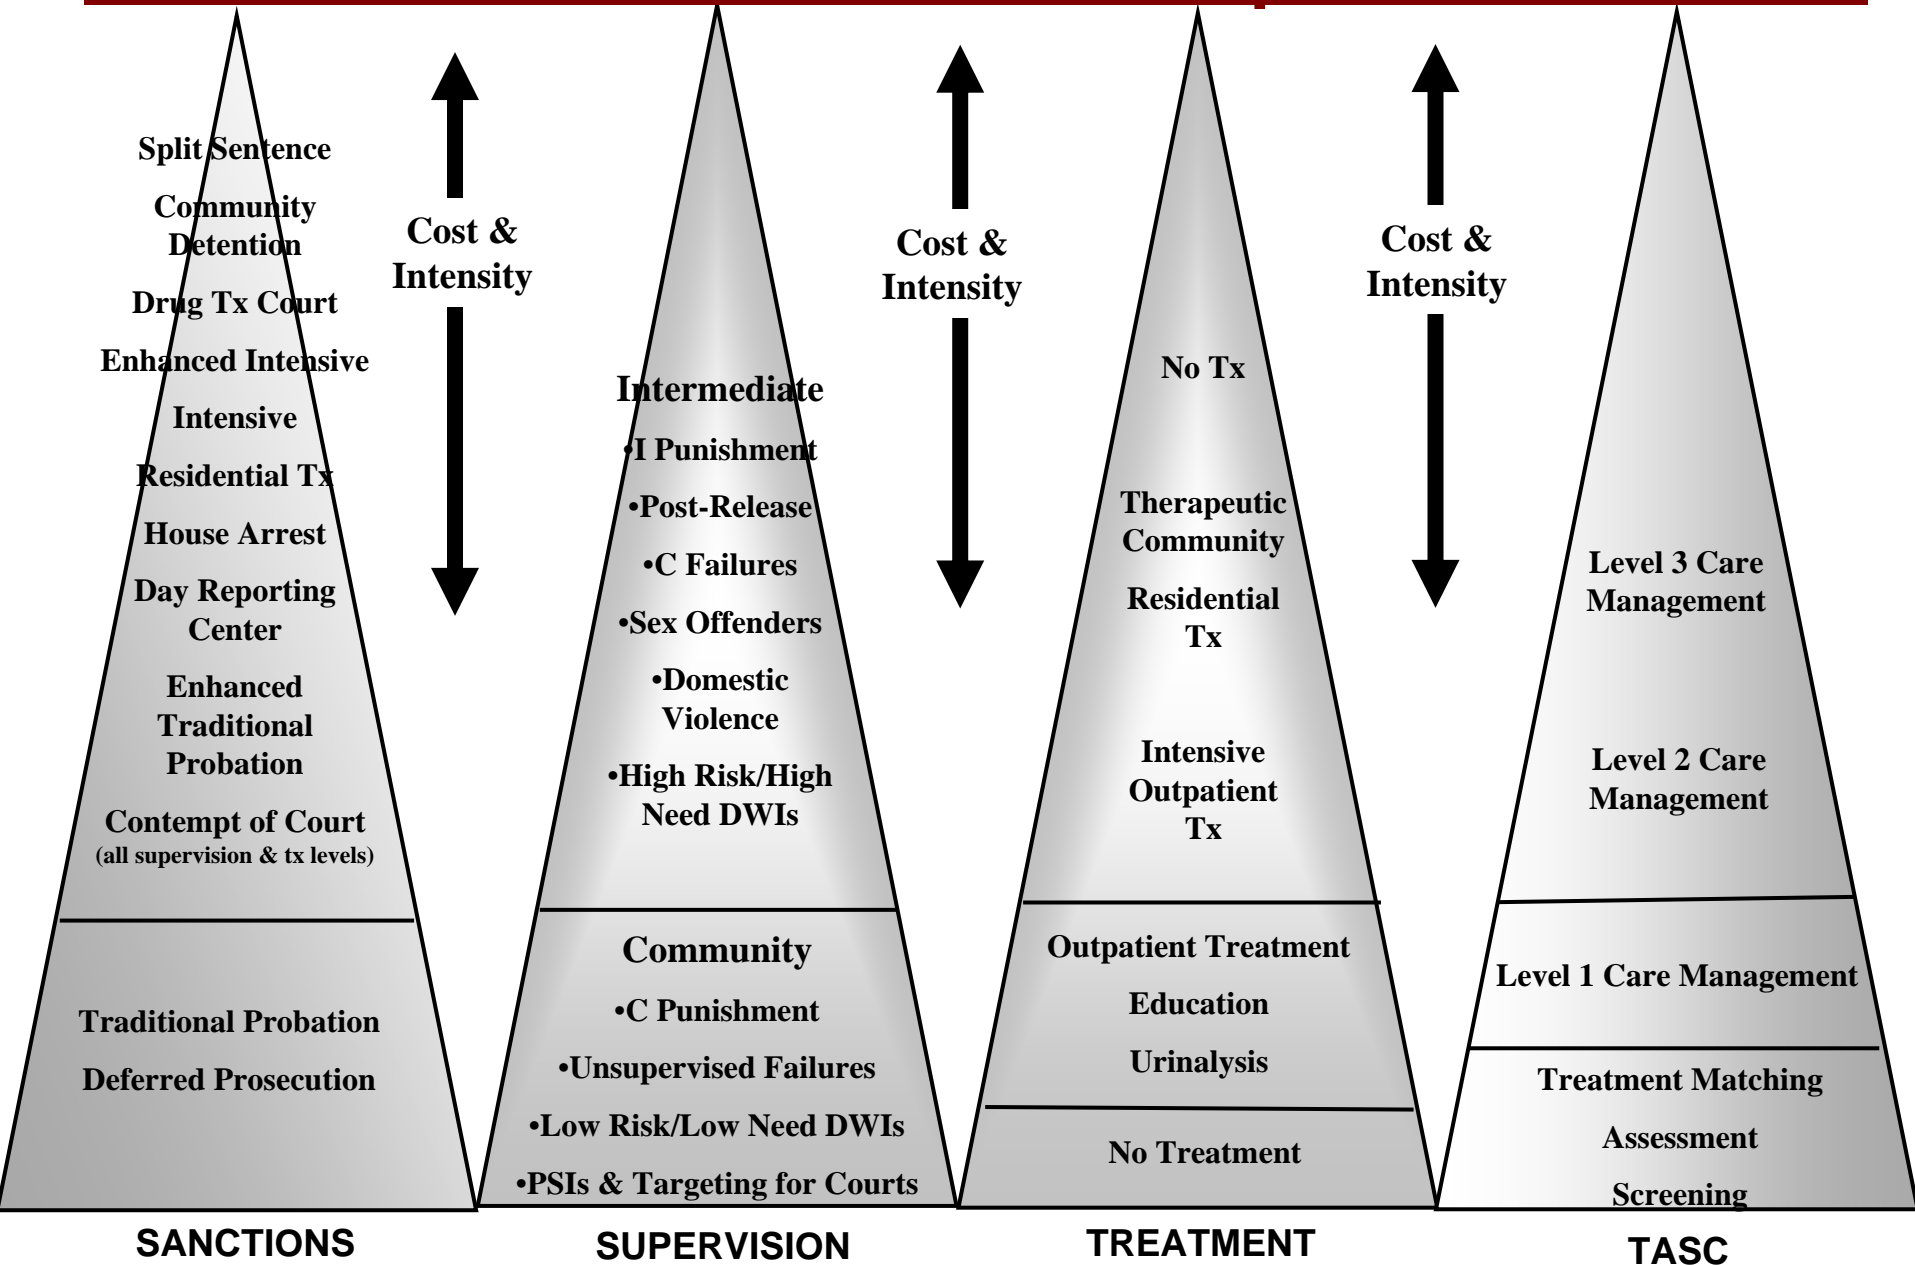 Split Sentence
Community
Detention
Drug Tx Court
Enhanced Intensive
Intensive
Residential Tx
House Arrest
Day Reporting
Center
Enhanced
Traditional
Probation
Contempt of Court
(all supervision & tx levels)
Traditional Probation
Deferred Prosecution
SANCTIONS
Cost &
Intensity
Intermediate
•I Punishment
•Post-Release
•C Failures
•Sex Offenders
•Domestic
Violence
•High Risk/High
Need DWIs
Community
•C Punishment
•Unsupervised Failures
•Low Risk/Low Need DWIs
•PSIs & Targeting for Courts
SUPERVISION
Cost &
Intensity
No Tx
Therapeutic
Community
Residential
Tx
Intensive
Outpatient
Tx
Outpatient Treatment
Education
Urinalysis
No Treatment
TREATMENT
Cost &
Intensity
Level 3 Care
Management
Level 2 Care
Management
Level 1 Care Management
Treatment Matching
Assessment
Screening
TASC